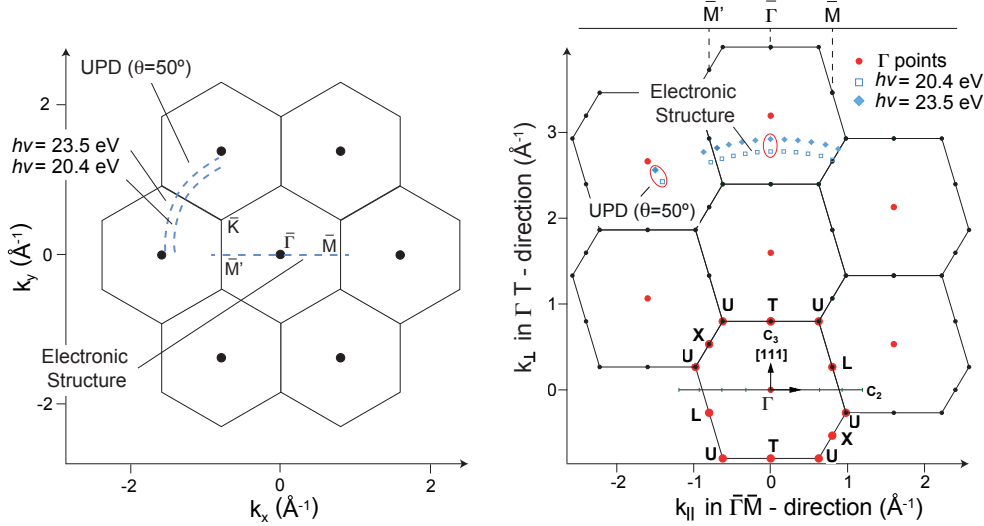 UPD (θ=50º)
hν = 23.5 eV
hν = 20.4 eV
K̄
Γ̄
M̄
M̄'
Electronic
Structure
2
0
-2
-2
0
2
k_y (Å⁻¹)
k_x (Å⁻¹)
M̄'
Γ̄
M̄
Γ points
hν = 20.4 eV
hν = 23.5 eV
Electronic
Structure
UPD (θ=50º)
U
T
U
X
C₃
[111]
U
L
Γ
C₂
L
U
X
U
T
U
3
2
1
0
-2
-1
0
1
2
k⊥ in Γ T - direction (Å⁻¹)
k|| in Γ̄M̄ - direction (Å⁻¹)